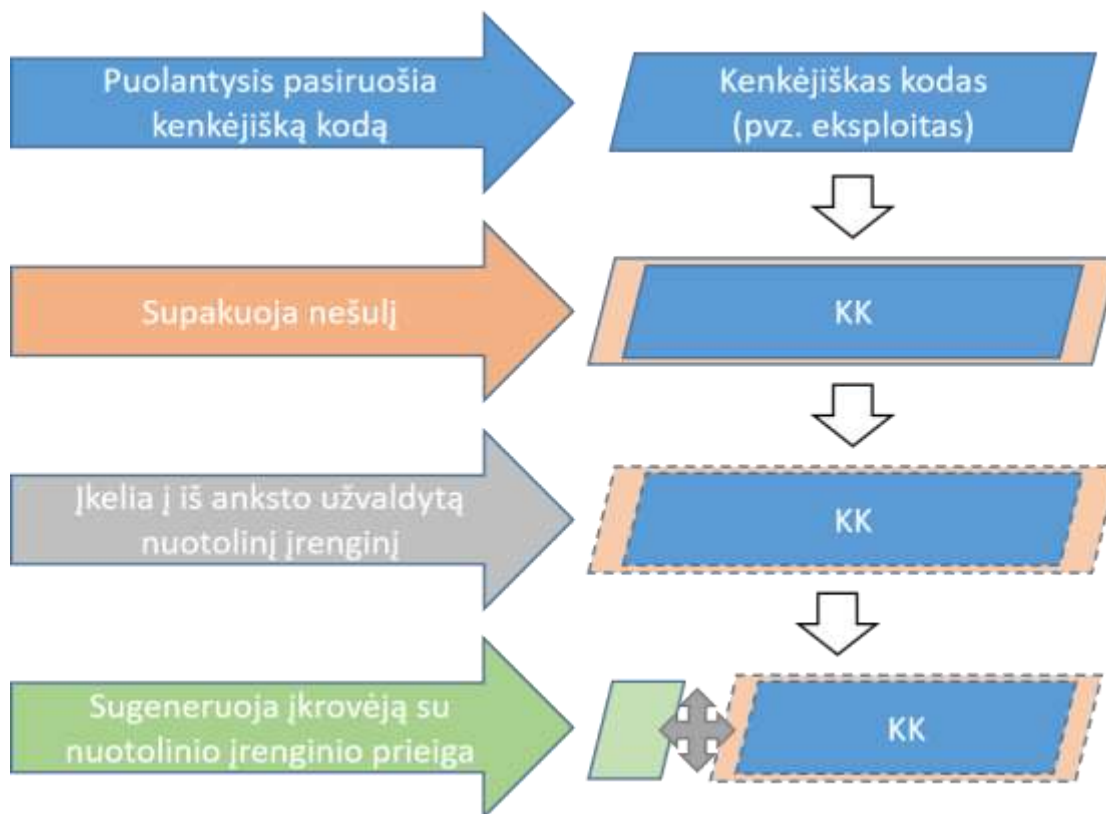 Puolantysis pasiruošia
kenkėjišką kodą
Kenkėjiškas kodas
(pvz. eksploitas)
Supakuoja nešulį
KK
Įkelia į iš anksto užvaldytą
nuotolinį įrenginį
KK
Sugeneruoja įkrovėją su
nuotolinio įrenginio prieiga
KK